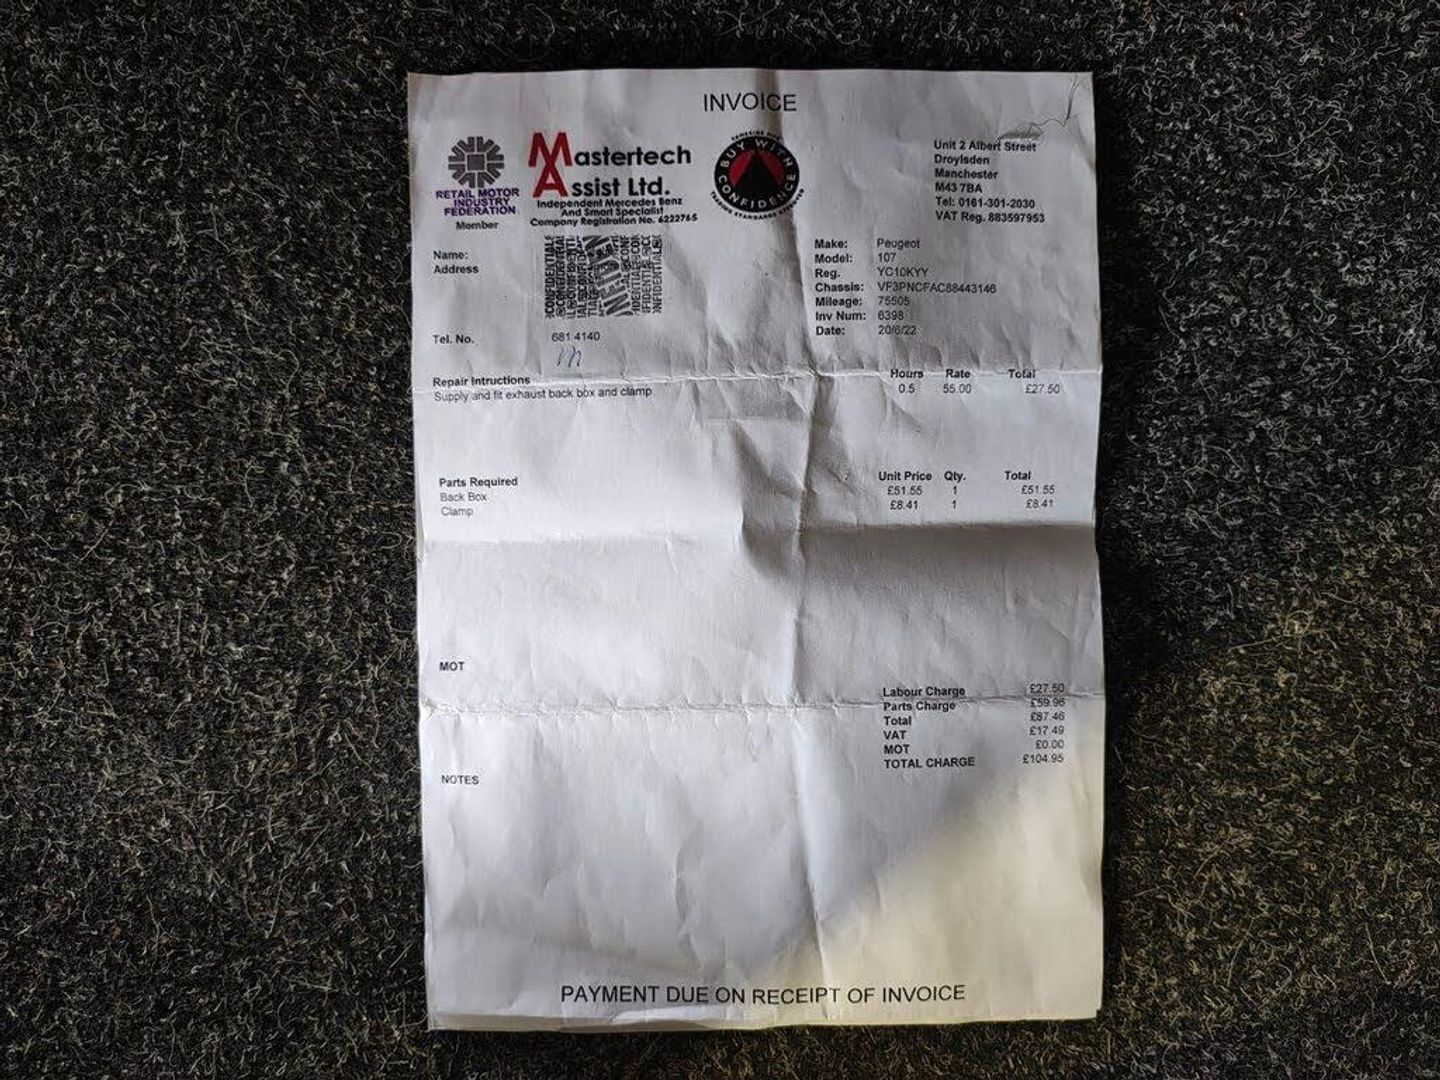 INVOICE
RETAIL MOTOR
INDUSTRY
FEDERATION
Member
Mastertech
Assist Ltd.
Independent Mercedes Benz
And Smart Specialist
Company Registration No. 6222765
BUY WITH
CONFIDENCE
TRADING STANDARDS APPROVED
Unit 2 Albert Street
Droylsden
Manchester
M43 7BA
Tel: 0161-301-2030
VAT Reg. 883597953
Name:
Address
Tel. No. 681 4140
Make: Peugeot
Model: 107
Reg. YC10KYY
Chassis: VF3PNCFAC88443146
Mileage: 75505
Inv Num: 6398
Date: 20/6/22
Repair Intructions Hours Rate Total
Supply and fit exhaust back box and clamp 0.5 55.00 £27.50
Parts Required Unit Price Qty. Total
Back Box £51.55 1 £51.55
Clamp £8.41 1 £8.41
MOT
Labour Charge £27.50
Parts Charge £59.96
Total £87.46
VAT £17.49
MOT £0.00
TOTAL CHARGE £104.95
NOTES
PAYMENT DUE ON RECEIPT OF INVOICE